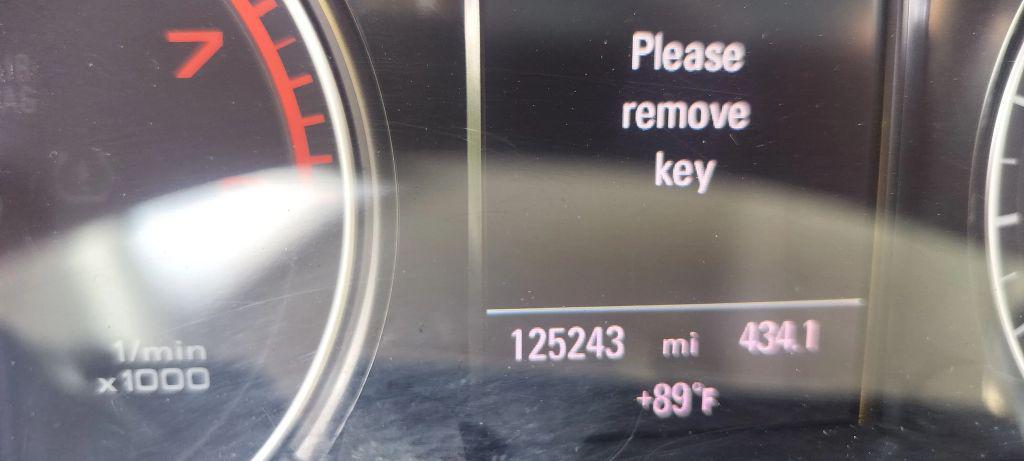 7
Please
remove
key
125243 mi 434.1
+89°F
1/min
x1000